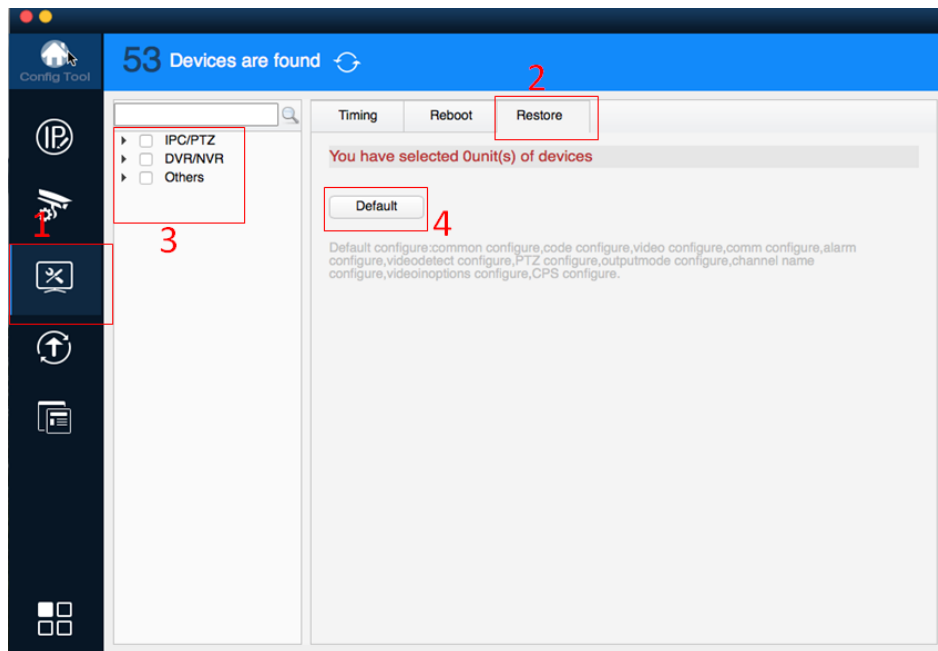 Config Tool
53 Devices are found
2
Timing Reboot Restore
IPC/PTZ
DVR/NVR
Others
You have selected 0unit(s) of devices
1
3
Default
4
Default configure:common configure,code configure,video configure,comm configure,alarm
configure,videodetect configure,PTZ configure,outputmode configure,channel name
configure,videoinoptions configure,CPS configure.
IP